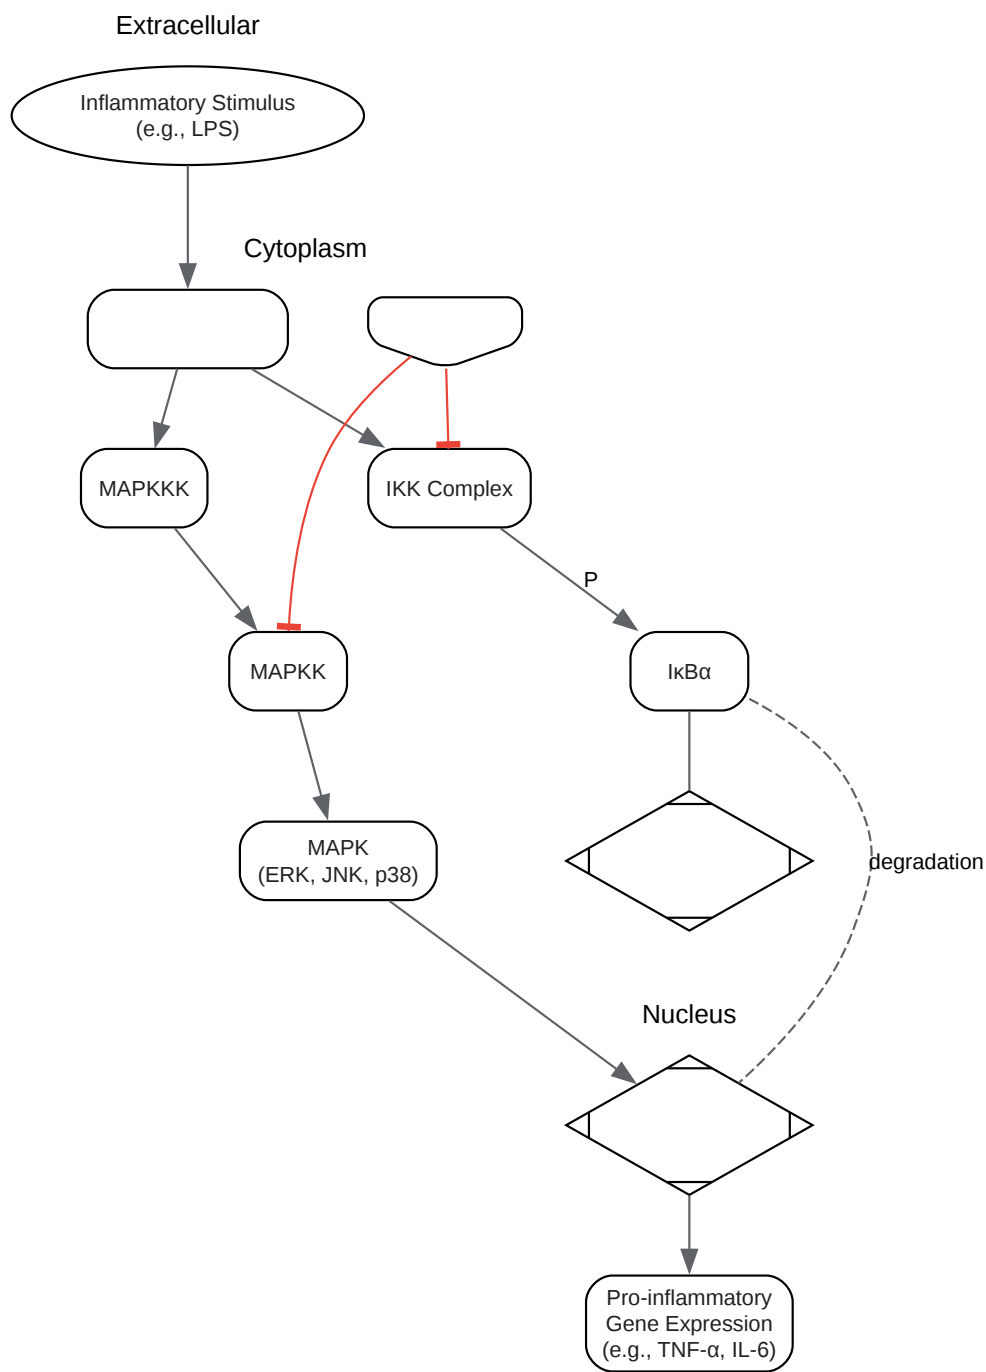 Extracellular
Inflammatory Stimulus
(e.g., LPS)
Cytoplasm
MAPKKK
IKK Complex
P
MAPKK
IκBα
MAPK
(ERK, JNK, p38)
degradation
Nucleus
Pro-inflammatory
Gene Expression
(e.g., TNF-α, IL-6)